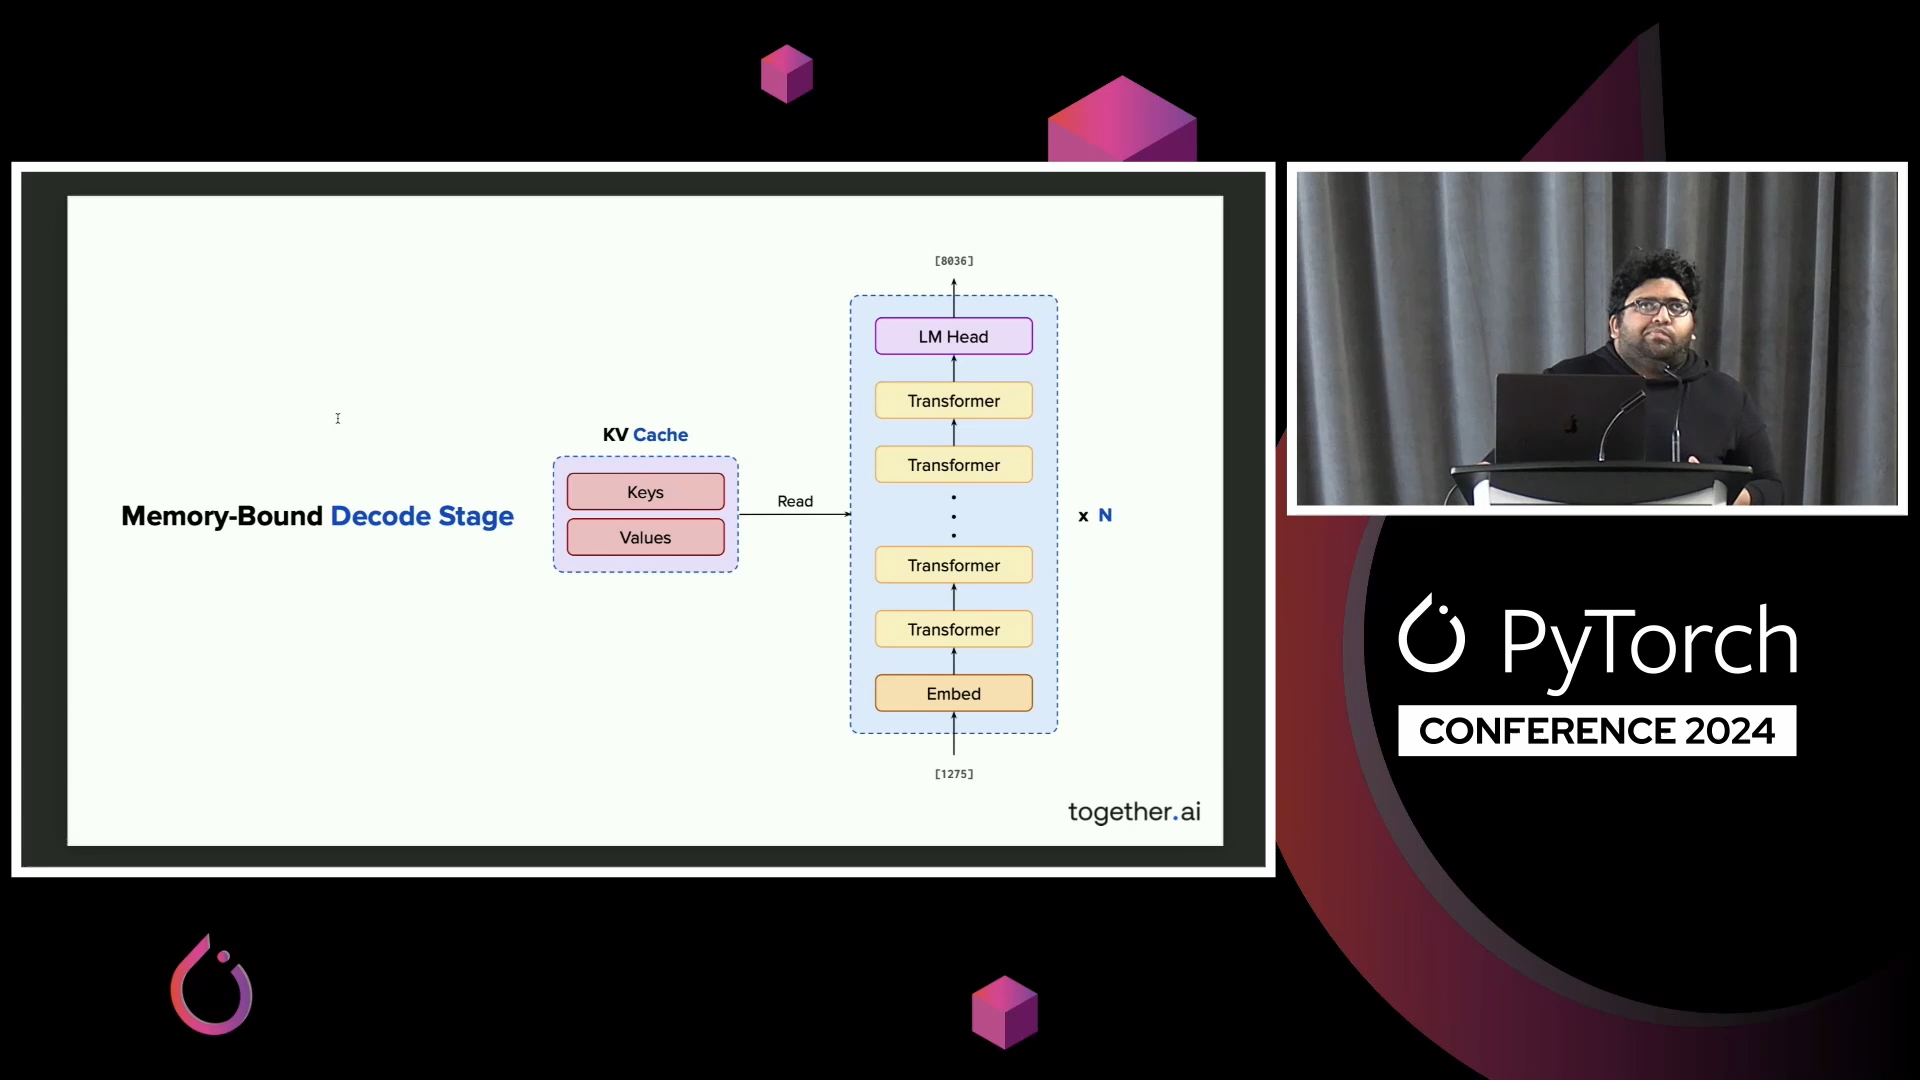 [8036]
LM Head
Transformer
KV Cache
Transformer
Keys
Read
Memory-Bound Decode Stage
x N
Values
Transformer
Transformer
Embed
[1275]
together.ai
PyTorch
CONFERENCE 2024